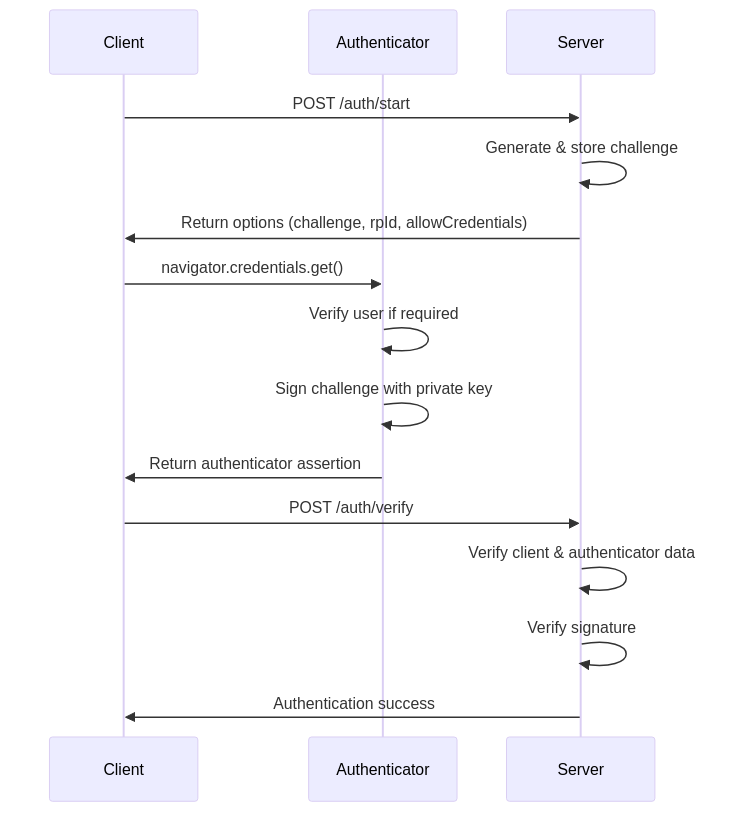 Client
Authenticator
Server
POST /auth/start
Generate & store challenge
Return options (challenge, rpId, allowCredentials)
navigator.credentials.get()
Verify user if required
Sign challenge with private key
Return authenticator assertion
POST /auth/verify
Verify client & authenticator data
Verify signature
Authentication success
Client
Authenticator
Server